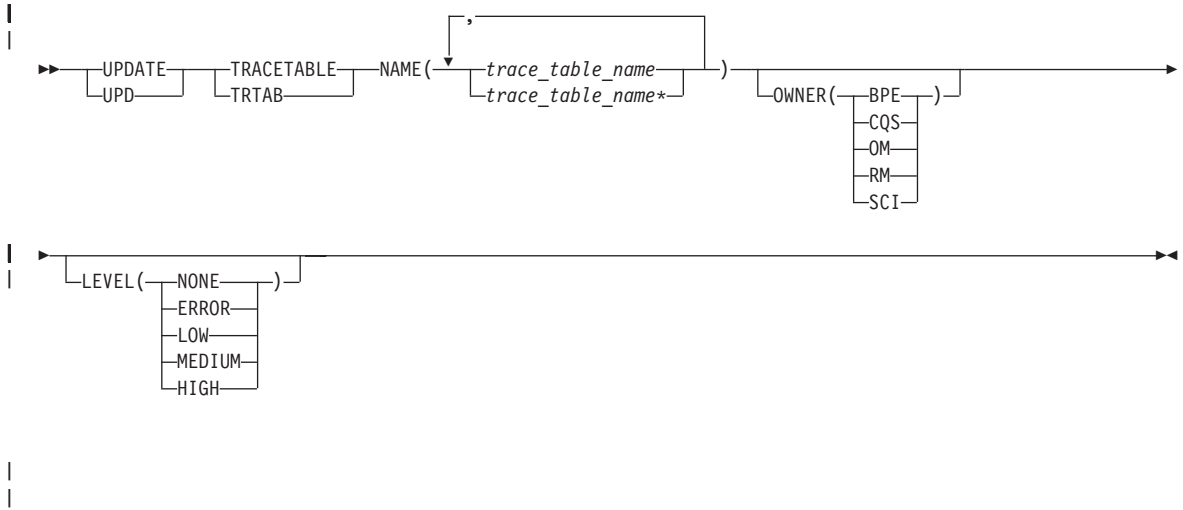 ,
UPDATE TRACETABLE NAME( trace_table_name ) OWNER( BPE )
UPD TRTAB trace_table_name* CQS
OM
RM
SCI
LEVEL( NONE )
ERROR
LOW
MEDIUM
HIGH